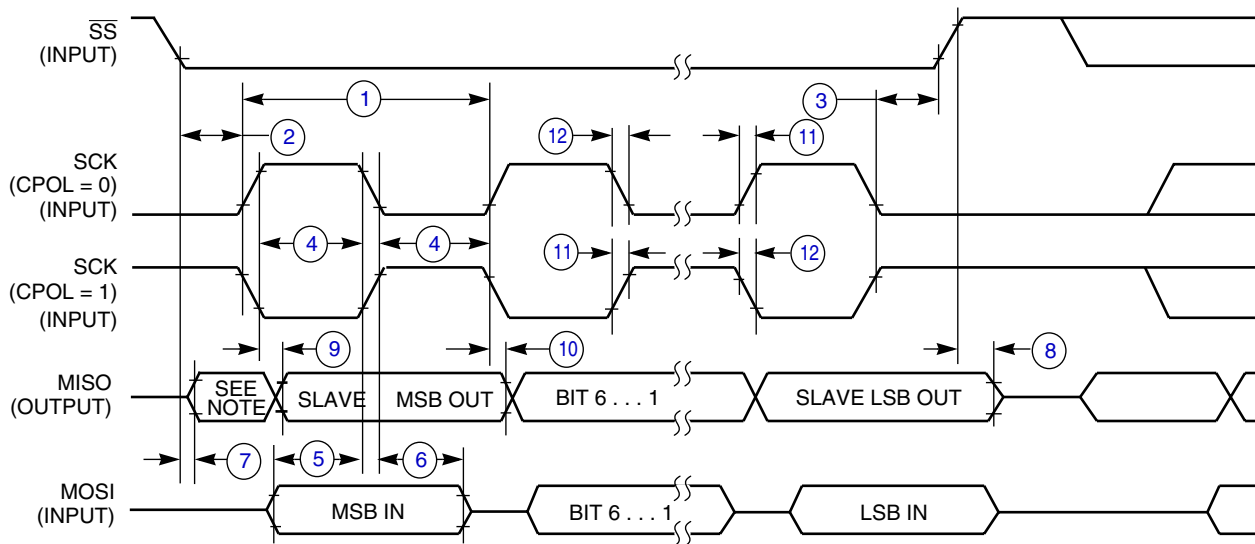 SS
(INPUT)
1
3
2
12
11
SCK
(CPOL = 0)
(INPUT)
4
4
SCK
(CPOL = 1)
(INPUT)
11
12
9
10
8
MISO
(OUTPUT)
SEE
NOTE
SLAVE
MSB OUT
BIT 6 . . . 1
SLAVE LSB OUT
7
5
6
MOSI
(INPUT)
MSB IN
BIT 6 . . . 1
LSB IN